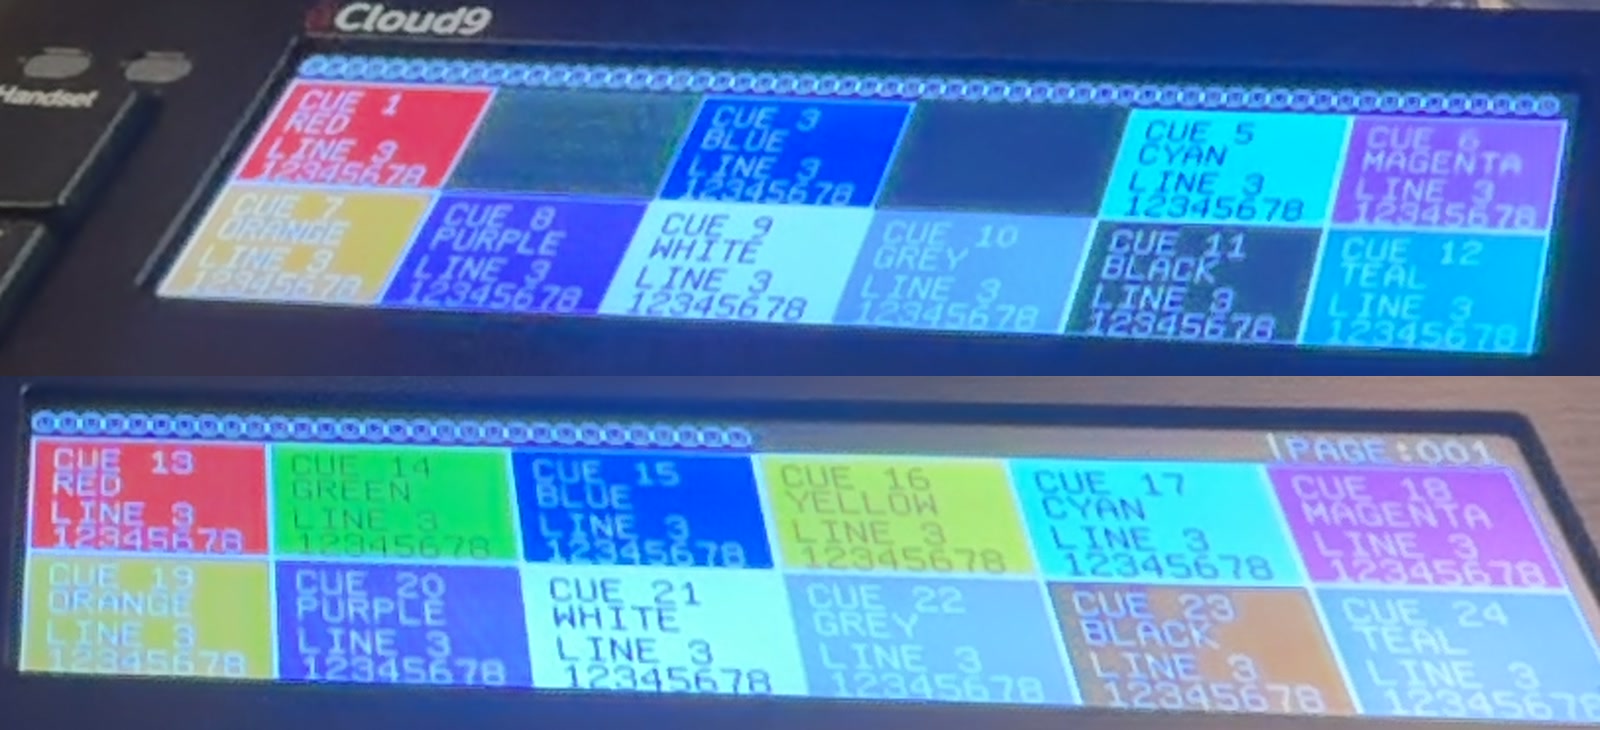 Cloud9
Handset
CUE 1
RED
LINE 3
12345678
CUE 3
BLUE
LINE 3
12345678
CUE 5
CYAN
LINE 3
12345678
CUE 6
MAGENTA
LINE 3
12345678
CUE 7
ORANGE
LINE 3
12345678
CUE 8
PURPLE
LINE 3
12345678
CUE 9
WHITE
LINE 3
12345678
CUE 10
GREY
LINE 3
12345678
CUE 11
BLACK
LINE 3
12345678
CUE 12
TEAL
LINE 3
12345678
PAGE:001
CUE 13
RED
LINE 3
12345678
CUE 14
GREEN
LINE 3
12345678
CUE 15
BLUE
LINE 3
12345678
CUE 16
YELLOW
LINE 3
12345678
CUE 17
CYAN
LINE 3
12345678
CUE 18
MAGENTA
LINE 3
12345678
CUE 19
ORANGE
LINE 3
12345678
CUE 20
PURPLE
LINE 3
12345678
CUE 21
WHITE
LINE 3
12345678
CUE 22
GREY
LINE 3
12345678
CUE 23
BLACK
LINE 3
12345678
CUE 24
TEAL
LINE 3
12345678